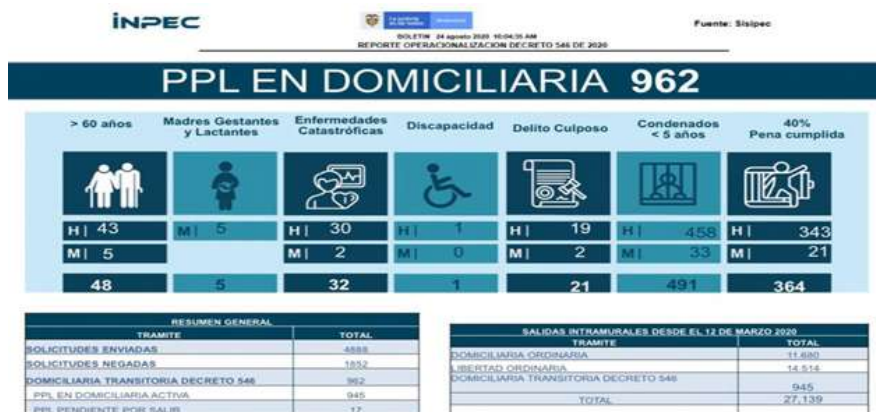 INPEC
Fuente: Sisipec
BOLETIN 24 agosto 2020 10:04:35 AM
REPORTE OPERACIONALIZACION DECRETO 546 DE 2020
PPL EN DOMICILIARIA 962
> 60 años
Madres Gestantes
y Lactantes
Enfermedades
Catastróficas
Discapacidad
Delito Culposo
Condenados
< 5 años
40%
Pena cumplida
H| 43
M| 5
H| 30
H| 1
H| 19
H| 458
H| 343
M| 5
M| 2
M| 0
M| 2
M| 33
M| 21
48
5
32
1
21
491
364
RESUMEN GENERAL
TRAMITE TOTAL
SOLICITUDES ENVIADAS 4888
SOLICITUDES NEGADAS 1852
DOMICILIARIA TRANSITORIA DECRETO 546 962
PPL EN DOMICILIARIA ACTIVA 945
PPL PENDIENTE POR SALIR 17
SALIDAS INTRAMURALES DESDE EL 12 DE MARZO 2020
TRAMITE TOTAL
DOMICILIARIA ORDINARIA 11.680
LIBERTAD ORDINARIA 14.514
DOMICILIARIA TRANSITORIA DECRETO 546 945
TOTAL 27,139